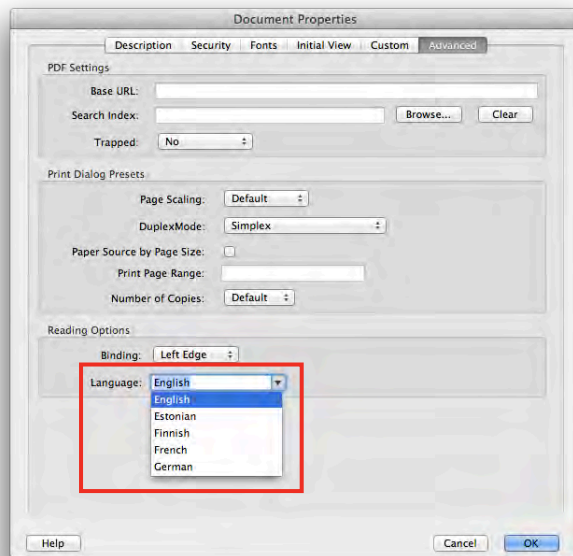 Document Properties
Description Security Fonts Initial View Custom Advanced
PDF Settings
Base URL:
Search Index: Browse... Clear
Trapped: No
Print Dialog Presets
Page Scaling: Default
DuplexMode: Simplex
Paper Source by Page Size:
Print Page Range:
Number of Copies: Default
Reading Options
Binding: Left Edge
Language: English
English
Estonian
Finnish
French
German
Help Cancel OK